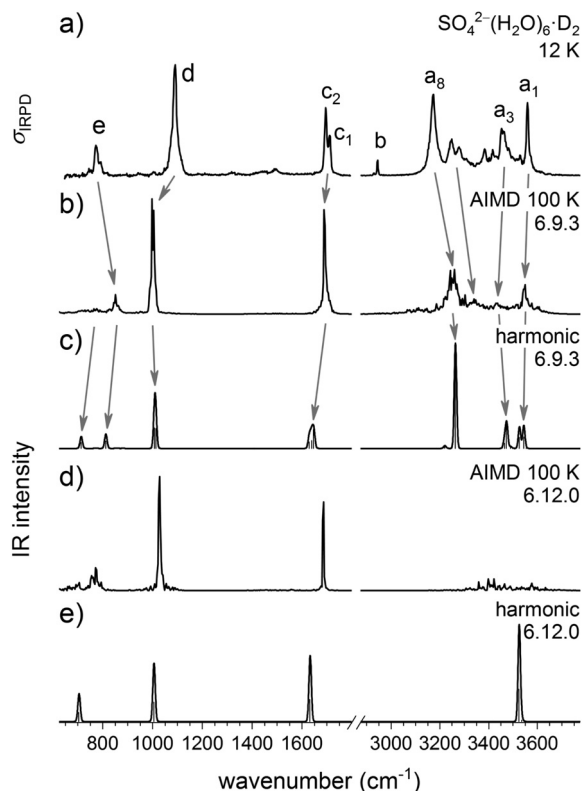 a)
SO₄²⁻(H₂O)₆·D₂
12 K
σIRPD
e
d
c₂
c₁
b
a₈
a₃
a₁
b)
AIMD 100 K
6.9.3
c)
harmonic
6.9.3
IR intensity
d)
AIMD 100 K
6.12.0
e)
harmonic
6.12.0
800 1000 1200 1400 1600 3000 3200 3400 3600
wavenumber (cm⁻¹)